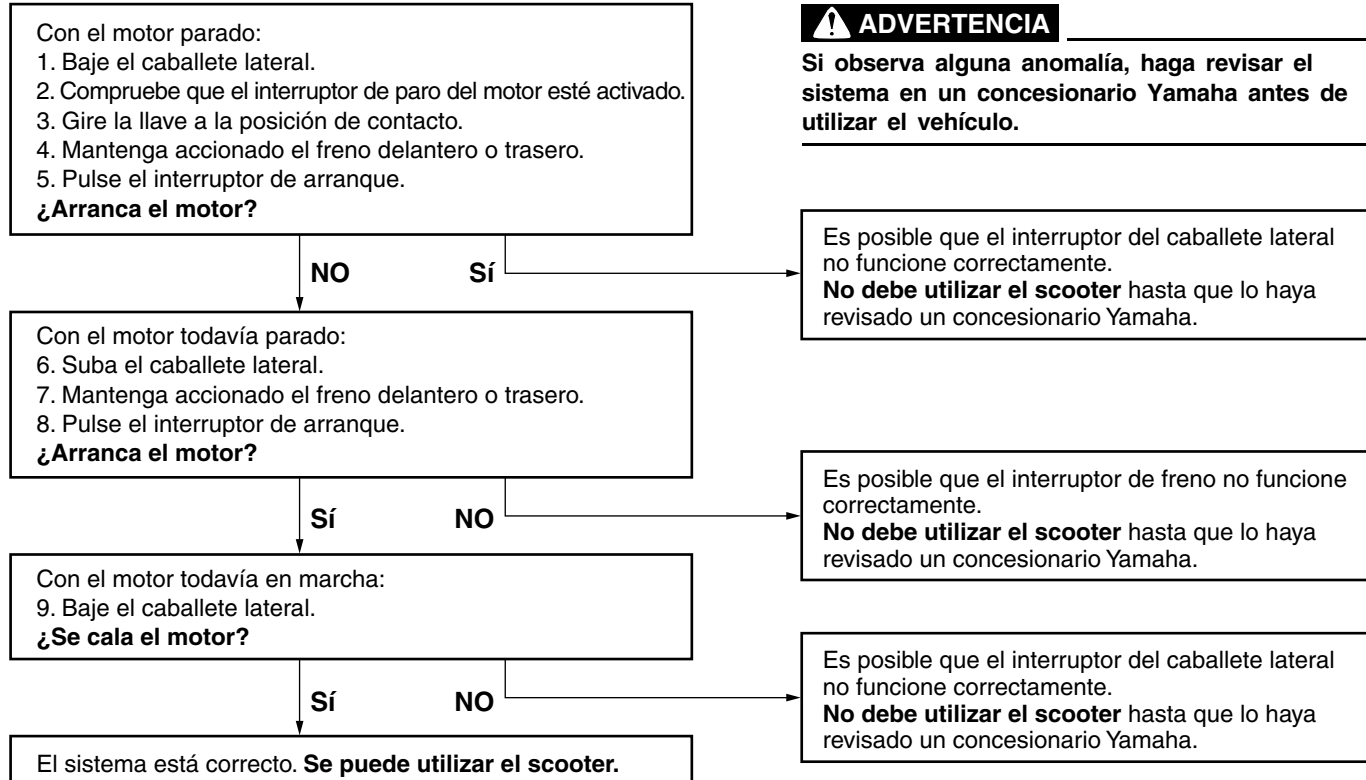 Con el motor parado:
1. Baje el caballete lateral.
2. Compruebe que el interruptor de paro del motor esté activado.
3. Gire la llave a la posición de contacto.
4. Mantenga accionado el freno delantero o trasero.
5. Pulse el interruptor de arranque.
¿Arranca el motor?
ADVERTENCIA
Si observa alguna anomalía, haga revisar el
sistema en un concesionario Yamaha antes de
utilizar el vehículo.
NO
Sí
Es posible que el interruptor del caballete lateral
no funcione correctamente.
No debe utilizar el scooter hasta que lo haya
revisado un concesionario Yamaha.
Con el motor todavía parado:
6. Suba el caballete lateral.
7. Mantenga accionado el freno delantero o trasero.
8. Pulse el interruptor de arranque.
¿Arranca el motor?
Sí
NO
Es posible que el interruptor de freno no funcione
correctamente.
No debe utilizar el scooter hasta que lo haya
revisado un concesionario Yamaha.
Con el motor todavía en marcha:
9. Baje el caballete lateral.
¿Se cala el motor?
Sí
NO
Es posible que el interruptor del caballete lateral
no funcione correctamente.
No debe utilizar el scooter hasta que lo haya
revisado un concesionario Yamaha.
El sistema está correcto. Se puede utilizar el scooter.